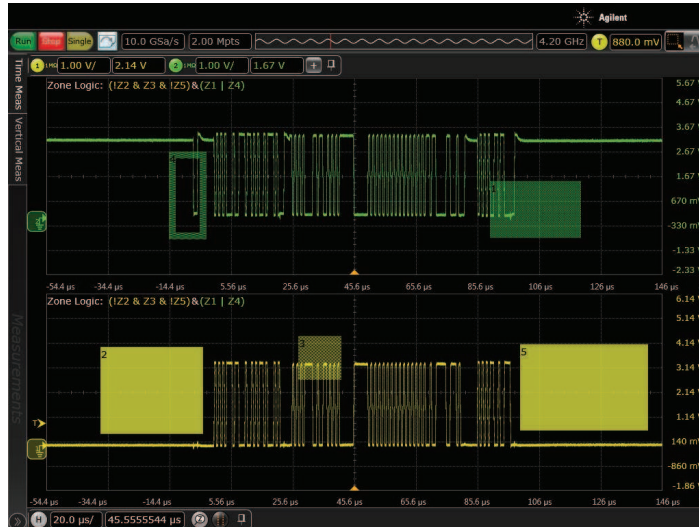 Agilent
Run Stop Single 10.0 GSa/s 2.00 Mpts 4.20 GHz T 880.0 mV
Time Meas
Vertical Meas
Measurements
1 1MΩ 1.00 V/ 2.14 V 2 1MΩ 1.00 V/ 1.67 V +
Zone Logic: (!Z2 & Z3 & !Z5)&(Z1 | Z4)
5.67 V
4.67 V
3.67 V
2.67 V
1.67 V
670 mV
-330 mV
-1.33 V
-2.33 V
-54.4 µs -34.4 µs -14.4 µs 5.56 µs 25.6 µs 45.6 µs 65.6 µs 85.6 µs 106 µs 126 µs 146 µs
Zone Logic: (!Z2 & Z3 & !Z5)&(Z1 | Z4)
6.14 V
5.14 V
4.14 V
3.14 V
2.14 V
1.14 V
140 mV
-860 mV
-1.86 V
2
3
5
T
-54.4 µs -34.4 µs -14.4 µs 5.56 µs 25.6 µs 45.6 µs 65.6 µs 85.6 µs 106 µs 126 µs 146 µs
H 20.0 µs/ 45.5555544 µs